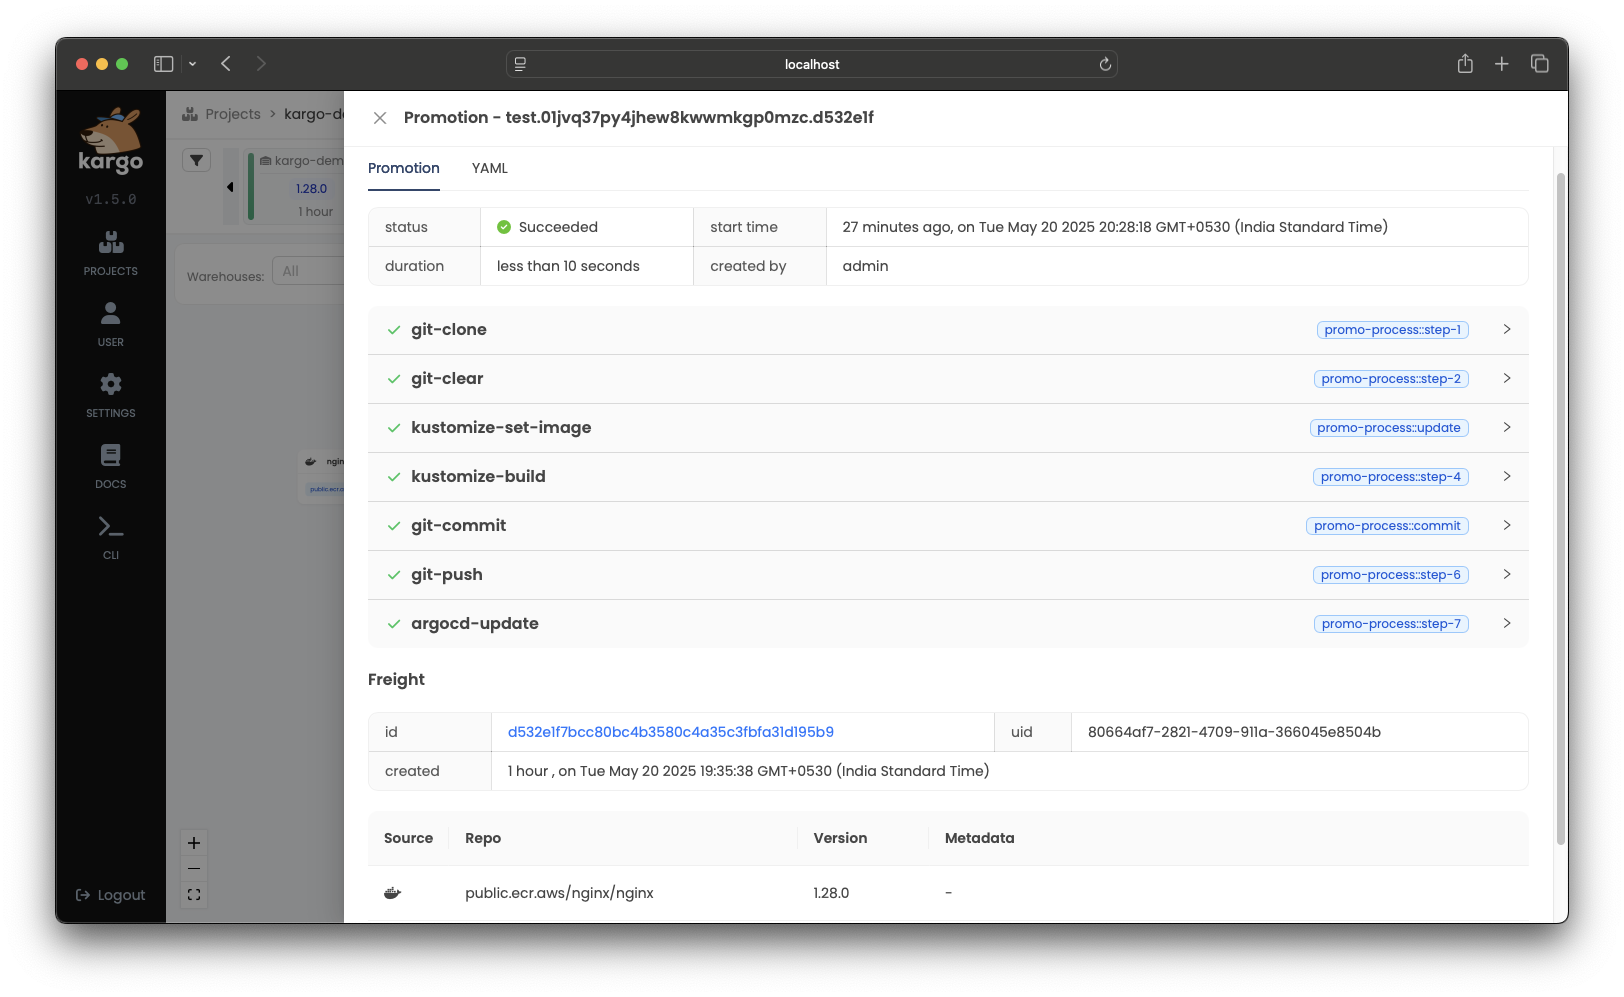 localhost
kargo
v1.5.0
PROJECTS
USER
SETTINGS
DOCS
CLI
Logout
Projects > kargo-de
kargo-dem
1.28.0
1 hour
Warehouses: All
ngin
public.ecr.a
Promotion - test.01jvq37py4jhew8kwwmkgp0mzc.d532e1f
Promotion YAML
status Succeeded start time 27 minutes ago, on Tue May 20 2025 20:28:18 GMT+0530 (India Standard Time)
duration less than 10 seconds created by admin
git-clone promo-process::step-1
git-clear promo-process::step-2
kustomize-set-image promo-process::update
kustomize-build promo-process::step-4
git-commit promo-process::commit
git-push promo-process::step-6
argocd-update promo-process::step-7
Freight
id d532e1f7bcc80bc4b3580c4a35c3fbfa31d195b9 uid 80664af7-2821-4709-911a-366045e8504b
created 1 hour , on Tue May 20 2025 19:35:38 GMT+0530 (India Standard Time)
Source Repo Version Metadata
public.ecr.aws/nginx/nginx 1.28.0 -